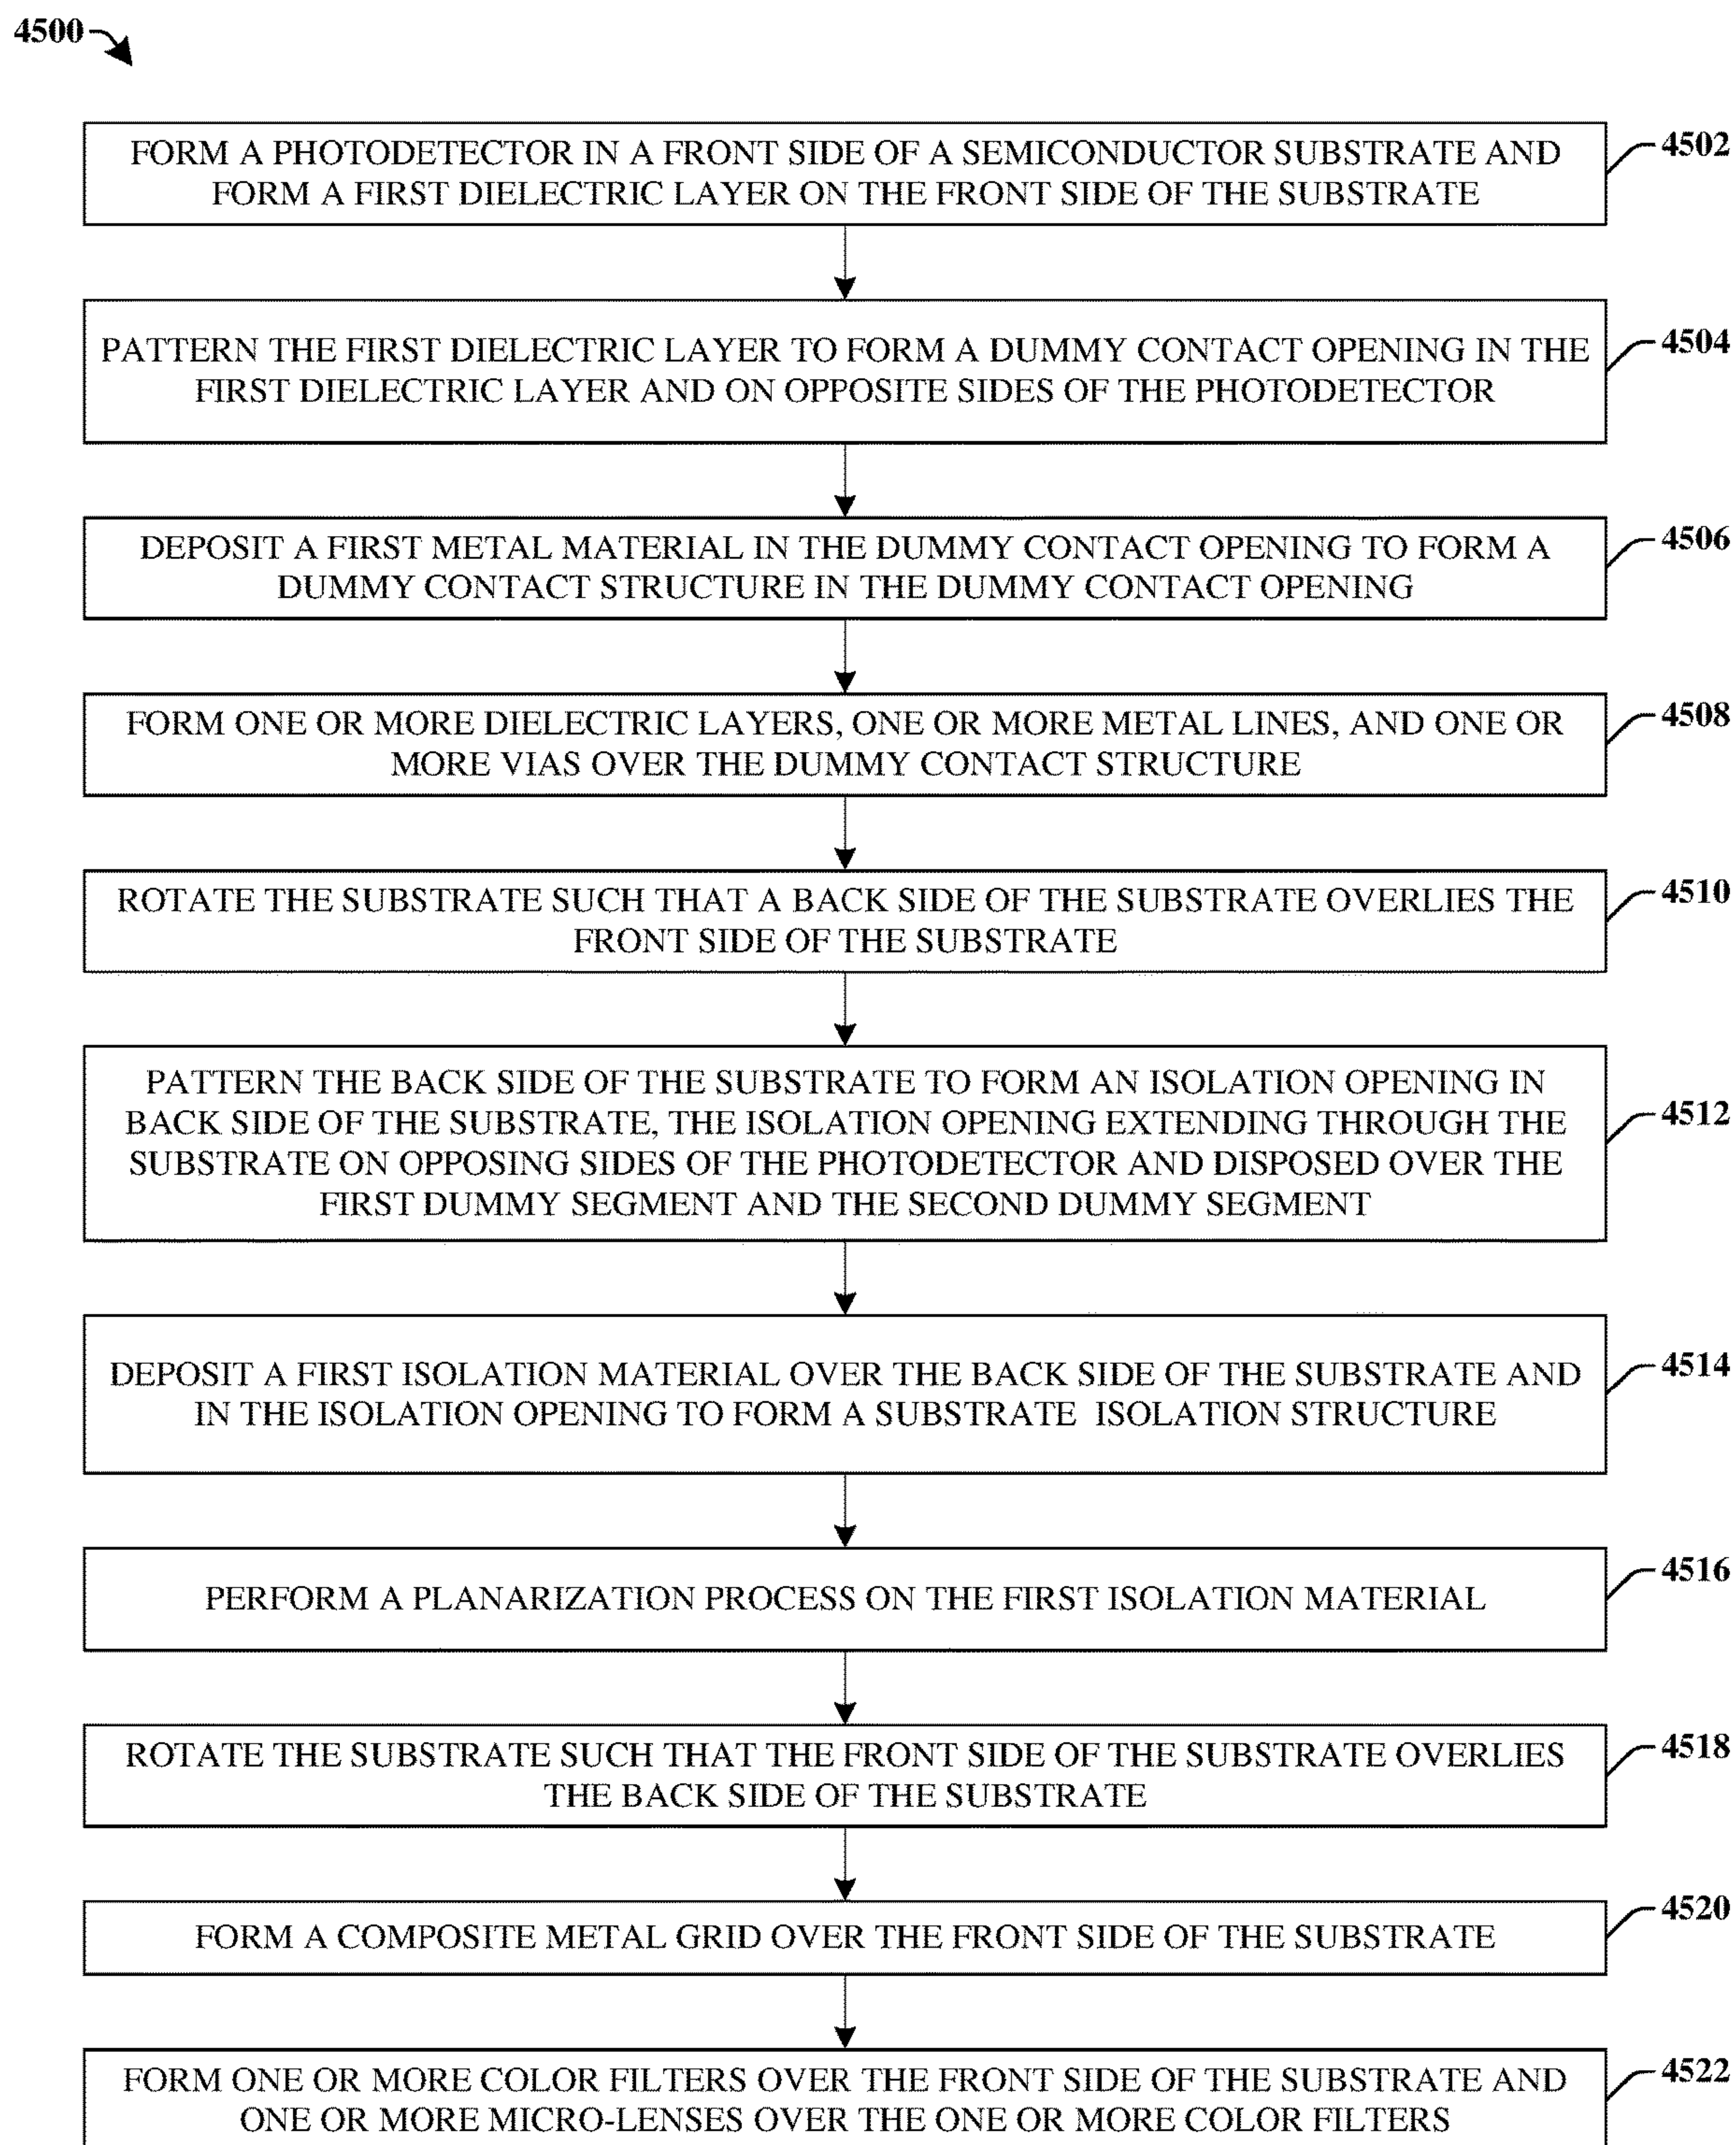 4500
FORM A PHOTODETECTOR IN A FRONT SIDE OF A SEMICONDUCTOR SUBSTRATE AND
FORM A FIRST DIELECTRIC LAYER ON THE FRONT SIDE OF THE SUBSTRATE
4502
PATTERN THE FIRST DIELECTRIC LAYER TO FORM A DUMMY CONTACT OPENING IN THE
FIRST DIELECTRIC LAYER AND ON OPPOSITE SIDES OF THE PHOTODETECTOR
4504
DEPOSIT A FIRST METAL MATERIAL IN THE DUMMY CONTACT OPENING TO FORM A
DUMMY CONTACT STRUCTURE IN THE DUMMY CONTACT OPENING
4506
FORM ONE OR MORE DIELECTRIC LAYERS, ONE OR MORE METAL LINES, AND ONE OR
MORE VIAS OVER THE DUMMY CONTACT STRUCTURE
4508
ROTATE THE SUBSTRATE SUCH THAT A BACK SIDE OF THE SUBSTRATE OVERLIES THE
FRONT SIDE OF THE SUBSTRATE
4510
PATTERN THE BACK SIDE OF THE SUBSTRATE TO FORM AN ISOLATION OPENING IN
BACK SIDE OF THE SUBSTRATE, THE ISOLATION OPENING EXTENDING THROUGH THE
SUBSTRATE ON OPPOSING SIDES OF THE PHOTODETECTOR AND DISPOSED OVER THE
FIRST DUMMY SEGMENT AND THE SECOND DUMMY SEGMENT
4512
DEPOSIT A FIRST ISOLATION MATERIAL OVER THE BACK SIDE OF THE SUBSTRATE AND
IN THE ISOLATION OPENING TO FORM A SUBSTRATE ISOLATION STRUCTURE
4514
PERFORM A PLANARIZATION PROCESS ON THE FIRST ISOLATION MATERIAL
4516
ROTATE THE SUBSTRATE SUCH THAT THE FRONT SIDE OF THE SUBSTRATE OVERLIES
THE BACK SIDE OF THE SUBSTRATE
4518
FORM A COMPOSITE METAL GRID OVER THE FRONT SIDE OF THE SUBSTRATE
4520
FORM ONE OR MORE COLOR FILTERS OVER THE FRONT SIDE OF THE SUBSTRATE AND
ONE OR MORE MICRO-LENSES OVER THE ONE OR MORE COLOR FILTERS
4522